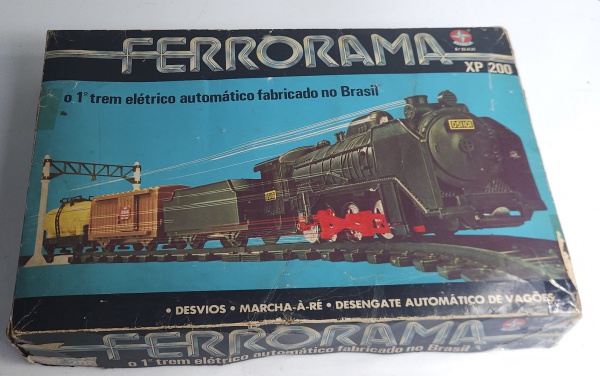 FERRORAMA
XP 200
o 1º trem elétrico automático fabricado no Brasil
D51101
• DESVIOS • MARCHA-À-RÉ • DESENGATE AUTOMÁTICO DE VAGÕES
FERRORAMA
o 1º trem elétrico automático fabricado no Brasil